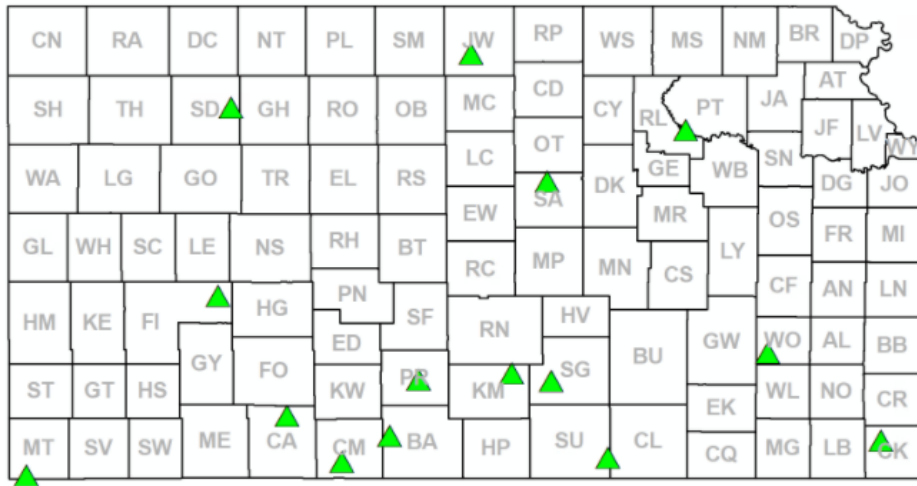 CN RA DC NT PL SM JW RP WS MS NM BR DP
SH TH SD GH RO OB MC CD CY RL PT JA AT
JF LV WY
WA LG GO TR EL RS LC OT DK GE WB SN DG JO
GL WH SC LE NS RH BT EW SA MR LY OS FR MI
HM KE FI HG PN SF RC MP MN CS CF AN LN
GY ED RN HV BU GW WO AL BB
ST GT HS FO KW PR KM SG EK WL NO CR
MT SV SW ME CA CM BA HP SU CL CQ MG LB CK